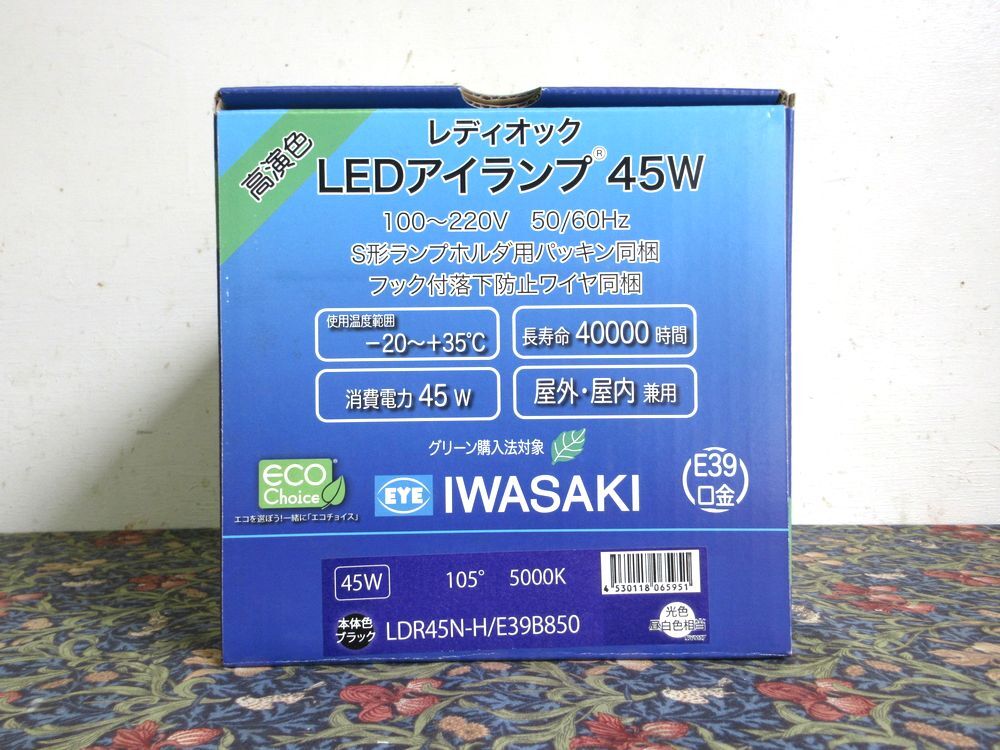 高演色
レディオック
LEDアイランプ® 45W
100～220V 50/60Hz
S形ランプホルダ用パッキン同梱
フック付落下防止ワイヤ同梱
使用温度範囲
－20～+35℃
長寿命 40000 時間
消費電力 45 W
屋外・屋内 兼用
グリーン購入法対象
ECO
Choice
エコを選ぼう!一緒に「エコチョイス」
EYE IWASAKI
E39
口金
45W 105° 5000K
4 530118 065951
本体色
ブラック
LDR45N-H/E39B850
光色
昼白色相当